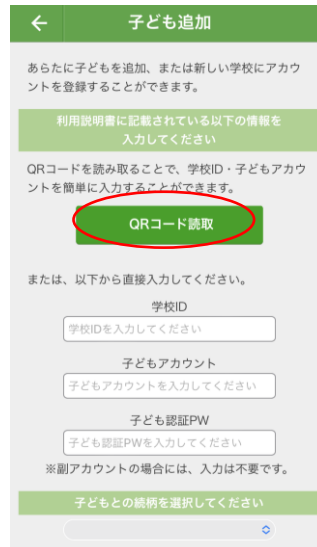 子ども追加
あらたに子どもを追加、または新しい学校にアカウ
ントを登録することができます。
利用説明書に記載されている以下の情報を
入力してください
QRコードを読み取ることで、学校ID・子どもアカウ
ントを簡単に入力することができます。
QRコード読取
または、以下から直接入力してください。
学校ID
学校IDを入力してください
子どもアカウント
子どもアカウントを入力してください
子ども認証PW
子ども認証PWを入力してください
※副アカウントの場合には、入力は不要です。
子どもとの続柄を選択してください